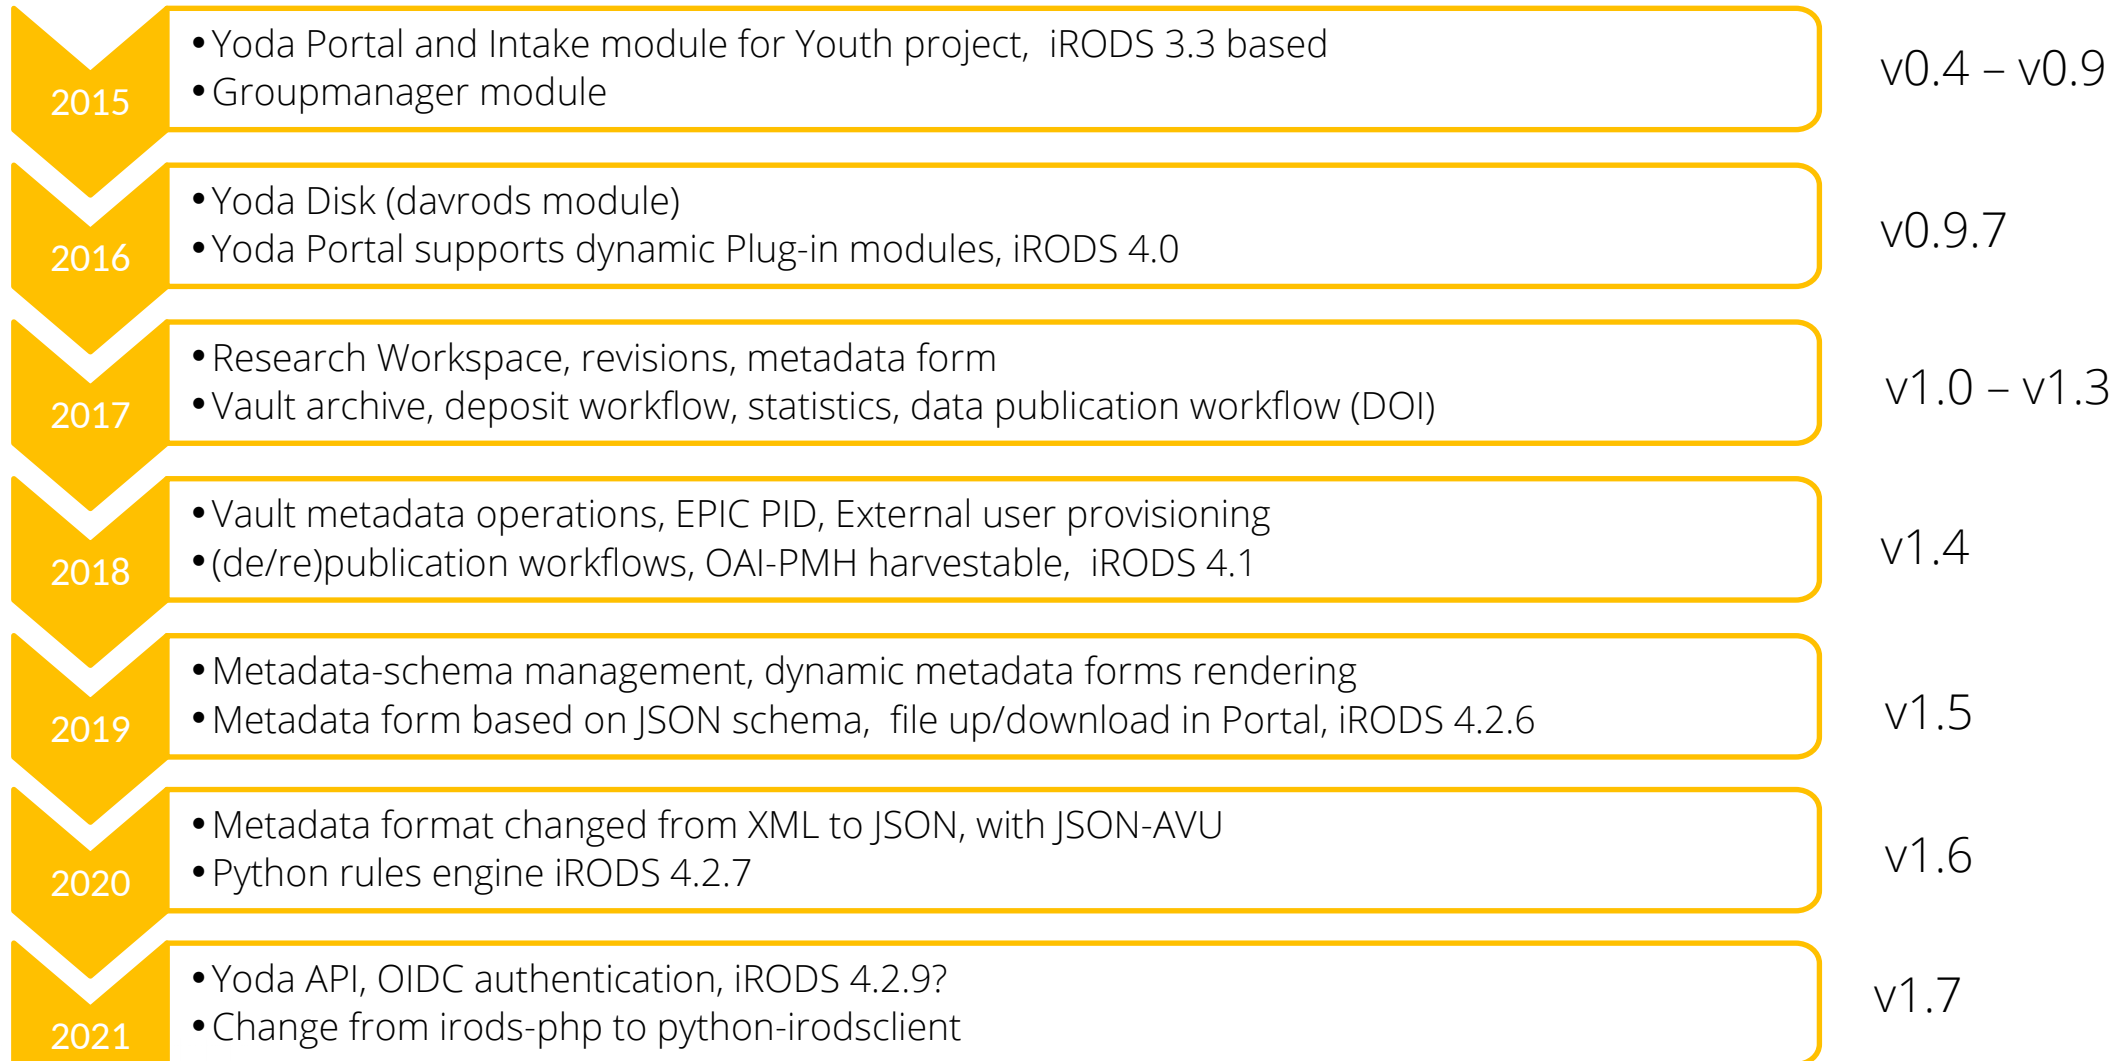 • Yoda Portal and Intake module for Youth project, iRODS 3.3 based
• Groupmanager module
2015
v0.4 – v0.9
• Yoda Disk (davrods module)
• Yoda Portal supports dynamic Plug-in modules, iRODS 4.0
2016
v0.9.7
• Research Workspace, revisions, metadata form
• Vault archive, deposit workflow, statistics, data publication workflow (DOI)
2017
v1.0 – v1.3
• Vault metadata operations, EPIC PID, External user provisioning
• (de/re)publication workflows, OAI-PMH harvestable, iRODS 4.1
2018
v1.4
• Metadata-schema management, dynamic metadata forms rendering
• Metadata form based on JSON schema, file up/download in Portal, iRODS 4.2.6
2019
v1.5
• Metadata format changed from XML to JSON, with JSON-AVU
• Python rules engine iRODS 4.2.7
2020
v1.6
• Yoda API, OIDC authentication, iRODS 4.2.9?
• Change from irods-php to python-irodsclient
2021
v1.7